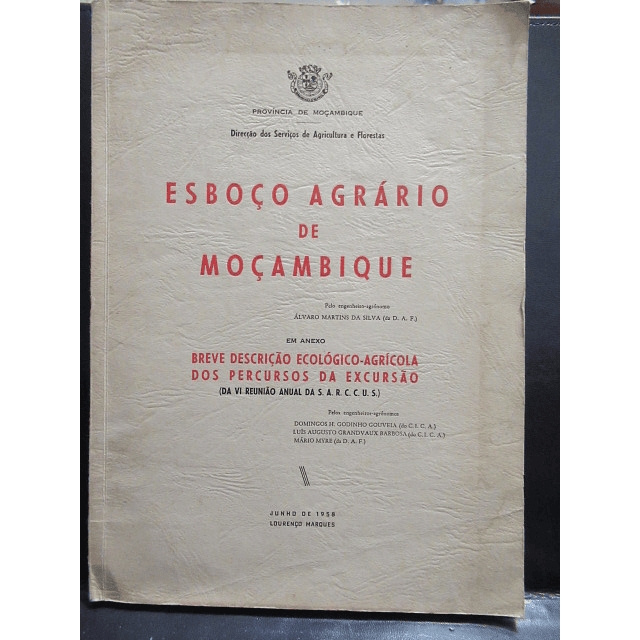 PROVÍNCIA DE MOÇAMBIQUE
Direcção dos Serviços de Agricultura e Florestas
ESBOÇO AGRÁRIO
DE
MOÇAMBIQUE
Pelo engenheiro-agrónomo
ÁLVARO MARTINS DA SILVA (da D. A. F.)
EM ANEXO
BREVE DESCRIÇÃO ECOLÓGICO-AGRÍCOLA
DOS PERCURSOS DA EXCURSÃO
(DA VI REUNIÃO ANUAL DA S. A. R. C. C. U. S.)
Pelos engenheiros-agrónomos
DOMINGOS H. GODINHO GOUVEIA (do C. I. C. A.)
LUÍS AUGUSTO GRANDVAUX BARBOSA (do C. I. C. A.)
MÁRIO MYRE (da D. A. F.)
JUNHO DE 1958
LOURENÇO MARQUES